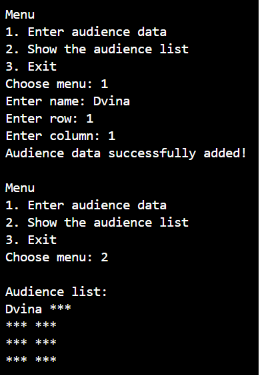 Menu
1. Enter audience data
2. Show the audience list
3. Exit
Choose menu: 1
Enter name: Dvina
Enter row: 1
Enter column: 1
Audience data successfully added!
Menu
1. Enter audience data
2. Show the audience list
3. Exit
Choose menu: 2
Audience list:
Dvina ***
*** ***
*** ***
*** ***